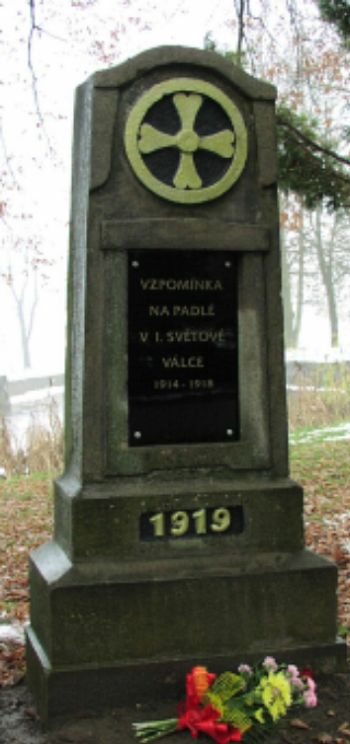 VZPOMÍNKA
NA PADLÉ
V I. SVĚTOVÉ
VÁLCE
1914 - 1918
1919